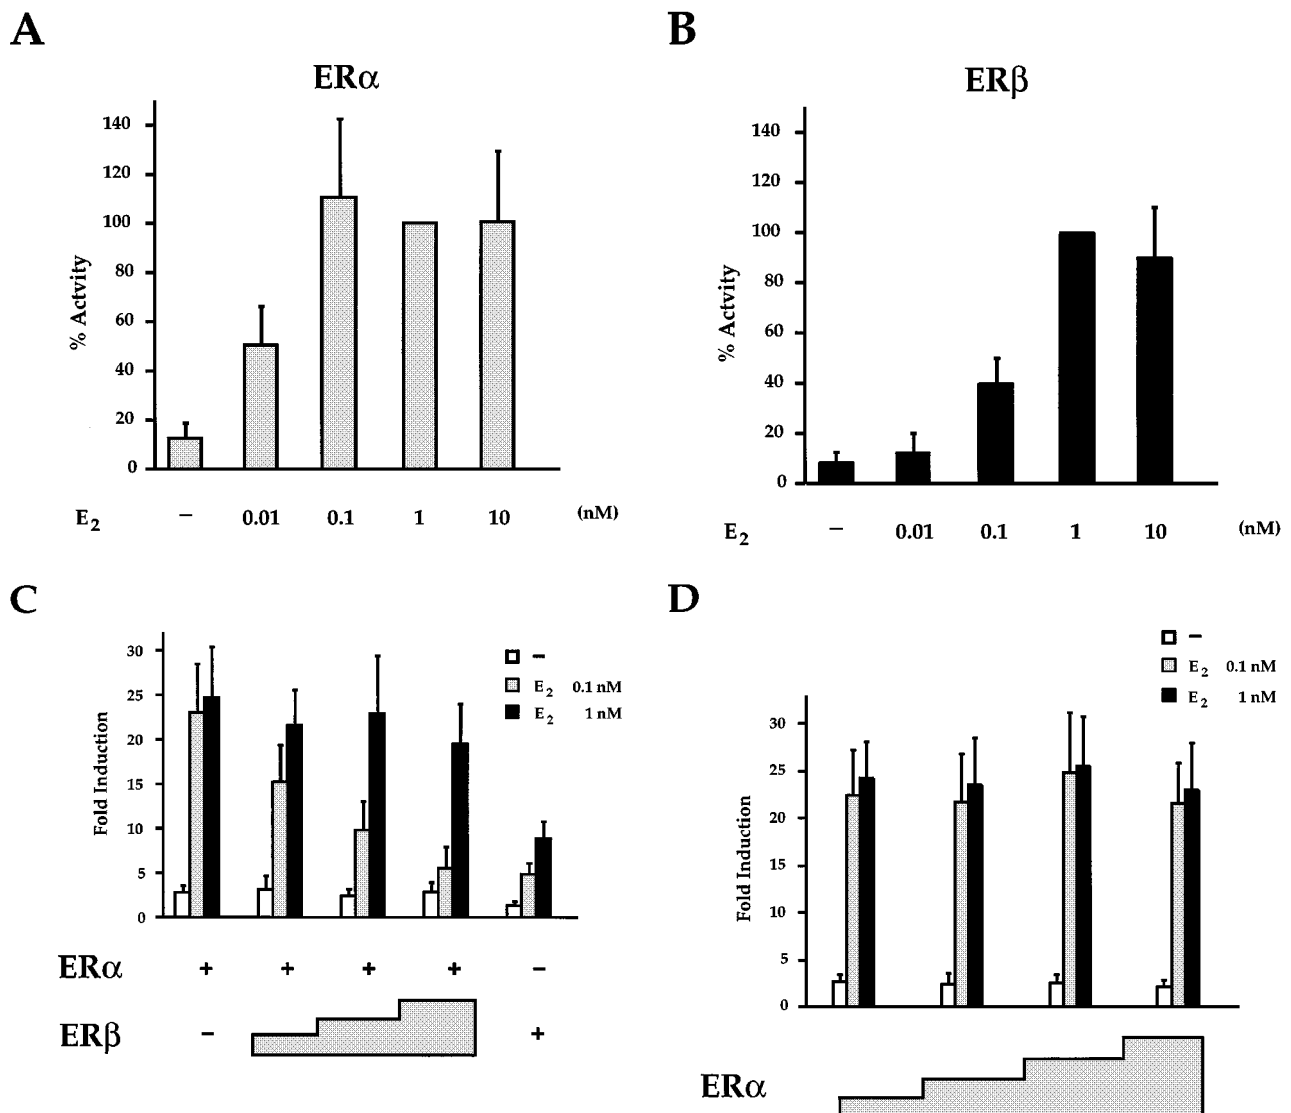 A
ERα
140
120
100
80
60
40
20
0
% Actvity
E2 – 0.01 0.1 1 10 (nM)
B
ERβ
140
120
100
80
60
40
20
0
% Actvity
E2 – 0.01 0.1 1 10 (nM)
C
30
25
20
15
10
5
0
Fold Induction
–
E2 0.1 nM
E2 1 nM
ERα + + + + –
ERβ – +
D
–
E2 0.1 nM
E2 1 nM
30
25
20
15
10
5
0
Fold Induction
ERα